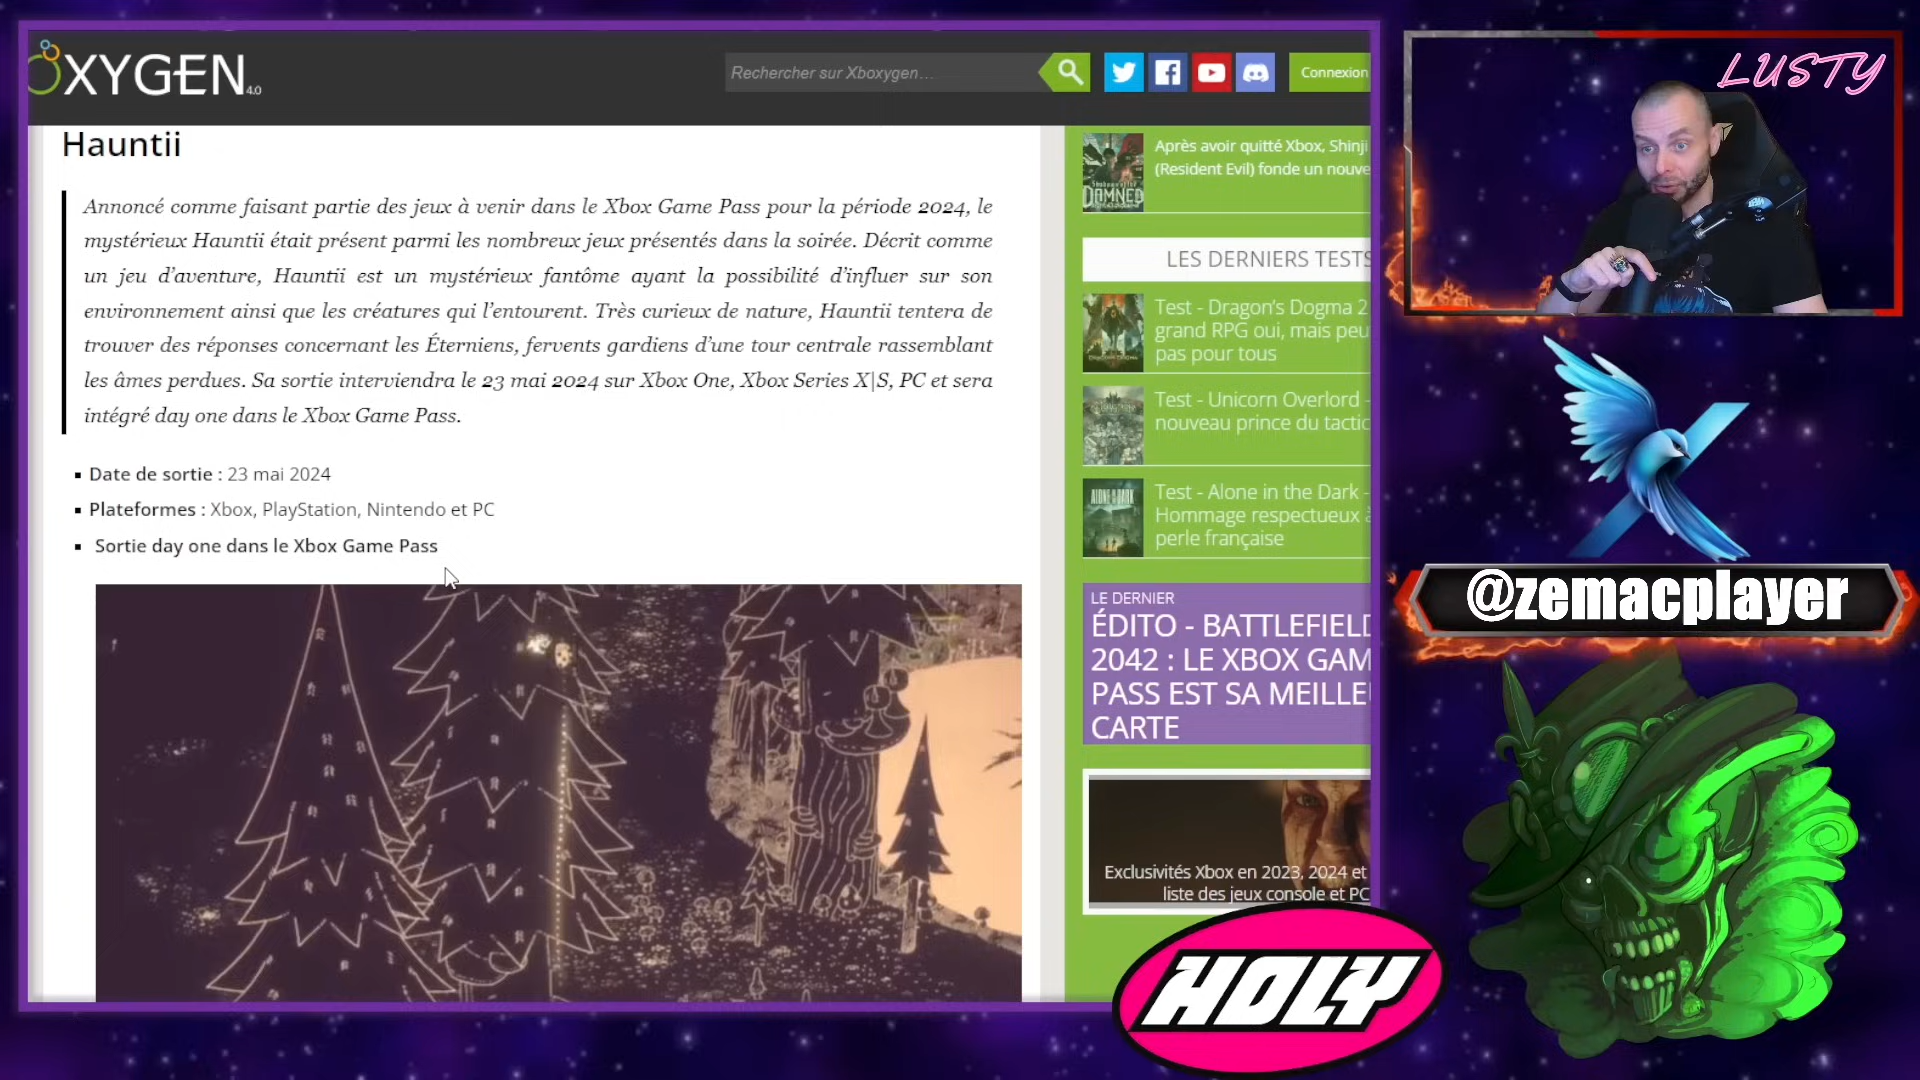 OXYGEN 4.0
Rechercher sur Xboxygen…
Connexion
Hauntii
Annoncé comme faisant partie des jeux à venir dans le Xbox Game Pass pour la période 2024, le
mystérieux Hauntii était présent parmi les nombreux jeux présentés dans la soirée. Décrit comme
un jeu d’aventure, Hauntii est un mystérieux fantôme ayant la possibilité d’influer sur son
environnement ainsi que les créatures qui l’entourent. Très curieux de nature, Hauntii tentera de
trouver des réponses concernant les Éterniens, fervents gardiens d’une tour centrale rassemblant
les âmes perdues. Sa sortie interviendra le 23 mai 2024 sur Xbox One, Xbox Series X|S, PC et sera
intégré day one dans le Xbox Game Pass.
▪ Date de sortie : 23 mai 2024
▪ Plateformes : Xbox, PlayStation, Nintendo et PC
▪ Sortie day one dans le Xbox Game Pass
Après avoir quitté Xbox, Shinji
(Resident Evil) fonde un nouve
DAMNED
LES DERNIERS TESTS
Test - Dragon’s Dogma 2
grand RPG oui, mais peu
pas pour tous
Test - Unicorn Overlord -
nouveau prince du tactic
ALONE IN THE DARK
Test - Alone in the Dark -
Hommage respectueux à
perle française
LE DERNIER
ÉDITO - BATTLEFIELD
2042 : LE XBOX GAM
PASS EST SA MEILLE
CARTE
Exclusivités Xbox en 2023, 2024 et
liste des jeux console et PC
LUSTY
@zemacplayer
HOLY